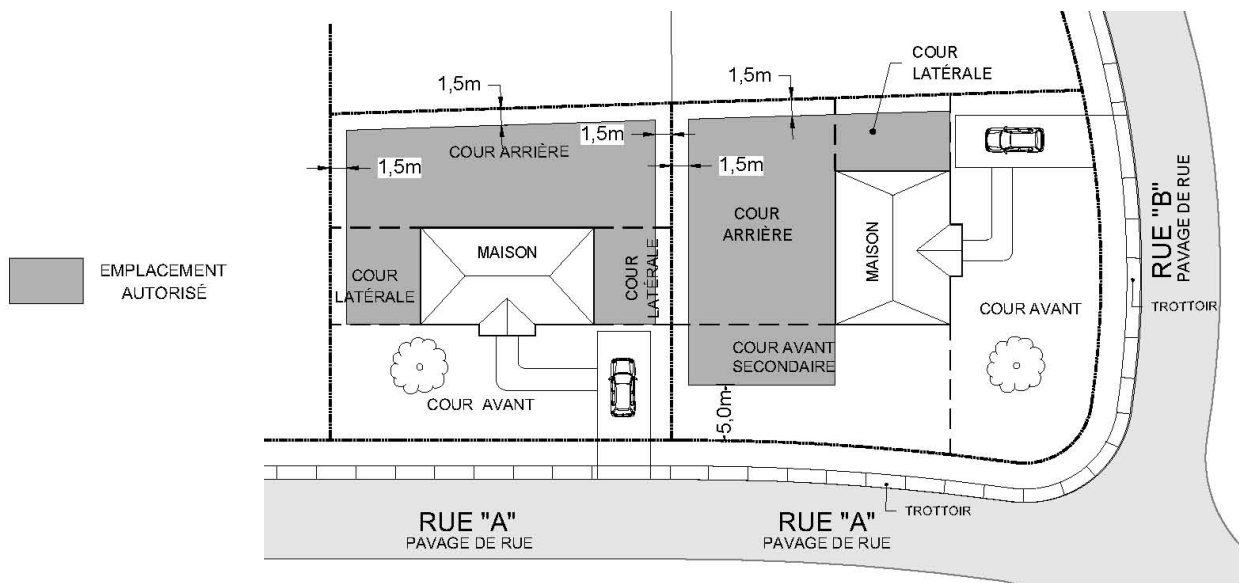 COUR
LATÉRALE
1,5m
1,5m
1,5m
COUR ARRIÈRE
1,5m
1,5m
COUR
ARRIÈRE
MAISON
MAISON
COUR
LATÉRALE
COUR
LATÉRALE
EMPLACEMENT
AUTORISÉ
COUR AVANT
SECONDAIRE
COUR AVANT
COUR AVANT
5,0m
RUE "B"
PAVAGE DE RUE
TROTTOIR
TROTTOIR
RUE "A"
PAVAGE DE RUE
RUE "A"
PAVAGE DE RUE